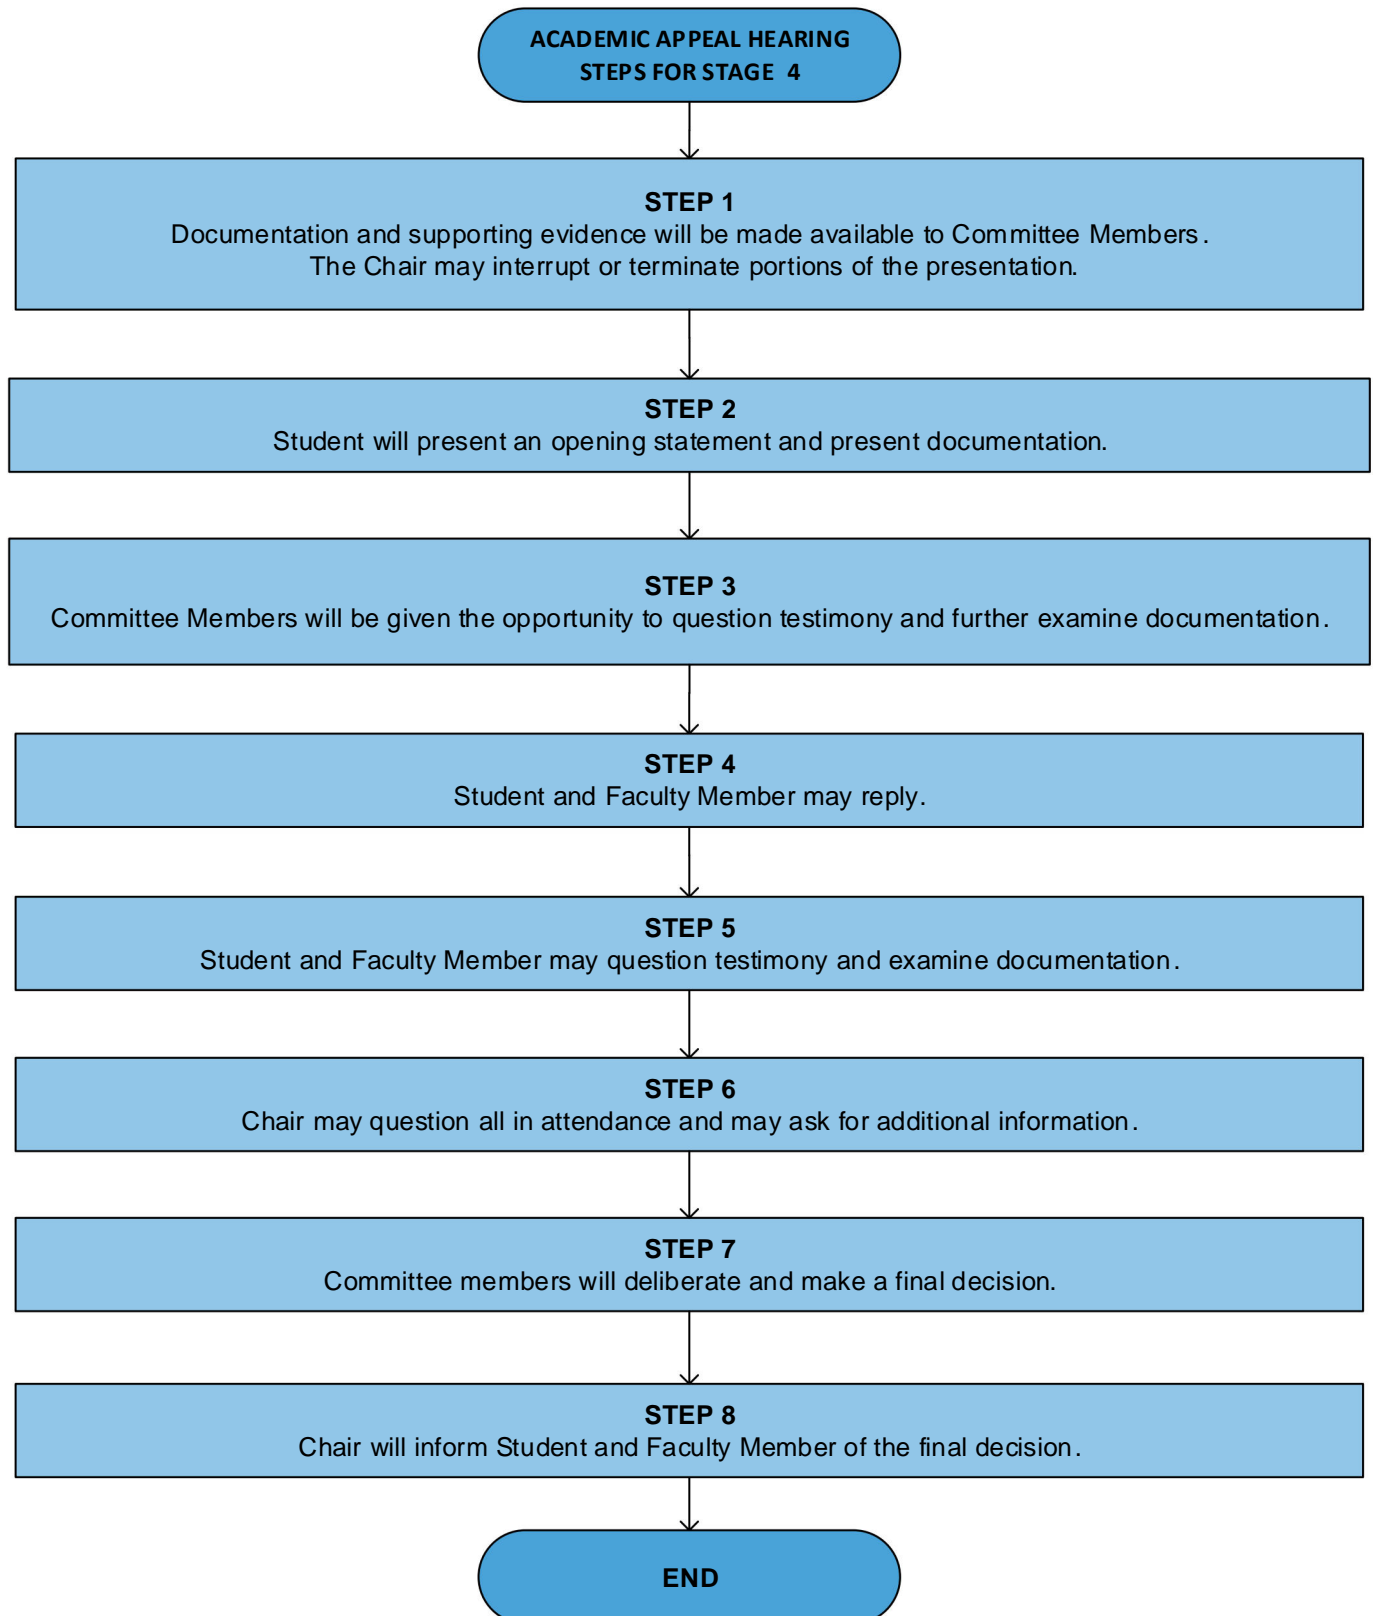 ACADEMIC APPEAL HEARING
STEPS FOR STAGE 4
STEP 1
Documentation and supporting evidence will be made available to Committee Members.
The Chair may interrupt or terminate portions of the presentation.
STEP 2
Student will present an opening statement and present documentation.
STEP 3
Committee Members will be given the opportunity to question testimony and further examine documentation.
STEP 4
Student and Faculty Member may reply.
STEP 5
Student and Faculty Member may question testimony and examine documentation.
STEP 6
Chair may question all in attendance and may ask for additional information.
STEP 7
Committee members will deliberate and make a final decision.
STEP 8
Chair will inform Student and Faculty Member of the final decision.
END